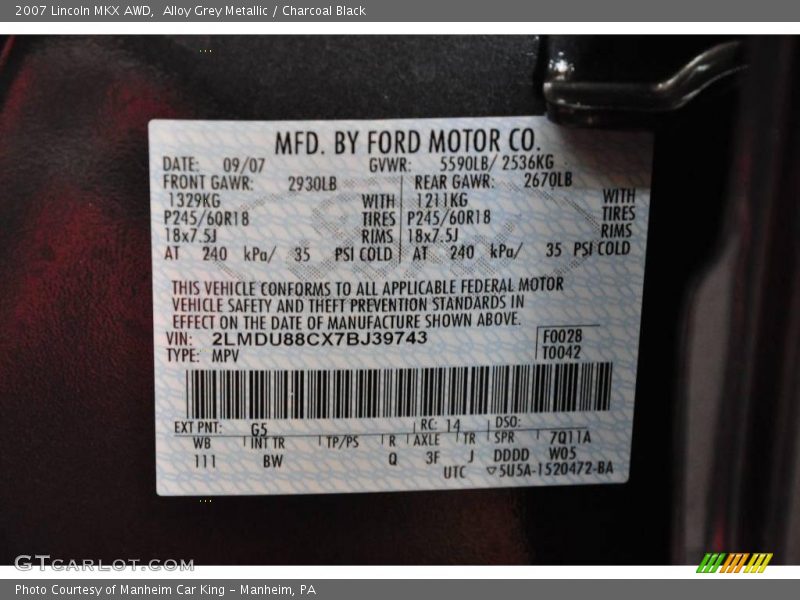 2007 Lincoln MKX AWD,  Alloy Grey Metallic / Charcoal Black
MFD. BY FORD MOTOR CO.
DATE: 09/07 GVWR: 5590LB/ 2536KG
FRONT GAWR: 2930LB REAR GAWR: 2670LB
1329KG WITH 1211KG WITH
P245/60R18 TIRES P245/60R18 TIRES
18x7.5J RIMS 18x7.5J RIMS
AT 240 kPa/ 35 PSI COLD AT 240 kPa/ 35 PSI COLD
THIS VEHICLE CONFORMS TO ALL APPLICABLE FEDERAL MOTOR
VEHICLE SAFETY AND THEFT PREVENTION STANDARDS IN
EFFECT ON THE DATE OF MANUFACTURE SHOWN ABOVE.
VIN: 2LMDU88CX7BJ39743 F0028
TYPE: MPV T0042
EXT PNT: G5 RC: 14 DSO:
WB INT TR TP/PS R AXLE TR SPR 7Q11A
111 BW Q 3F J DDDD W05
UTC ▽5U5A-1520472-BA
GTCARLOT.COM
Photo Courtesy of Manheim Car King - Manheim, PA